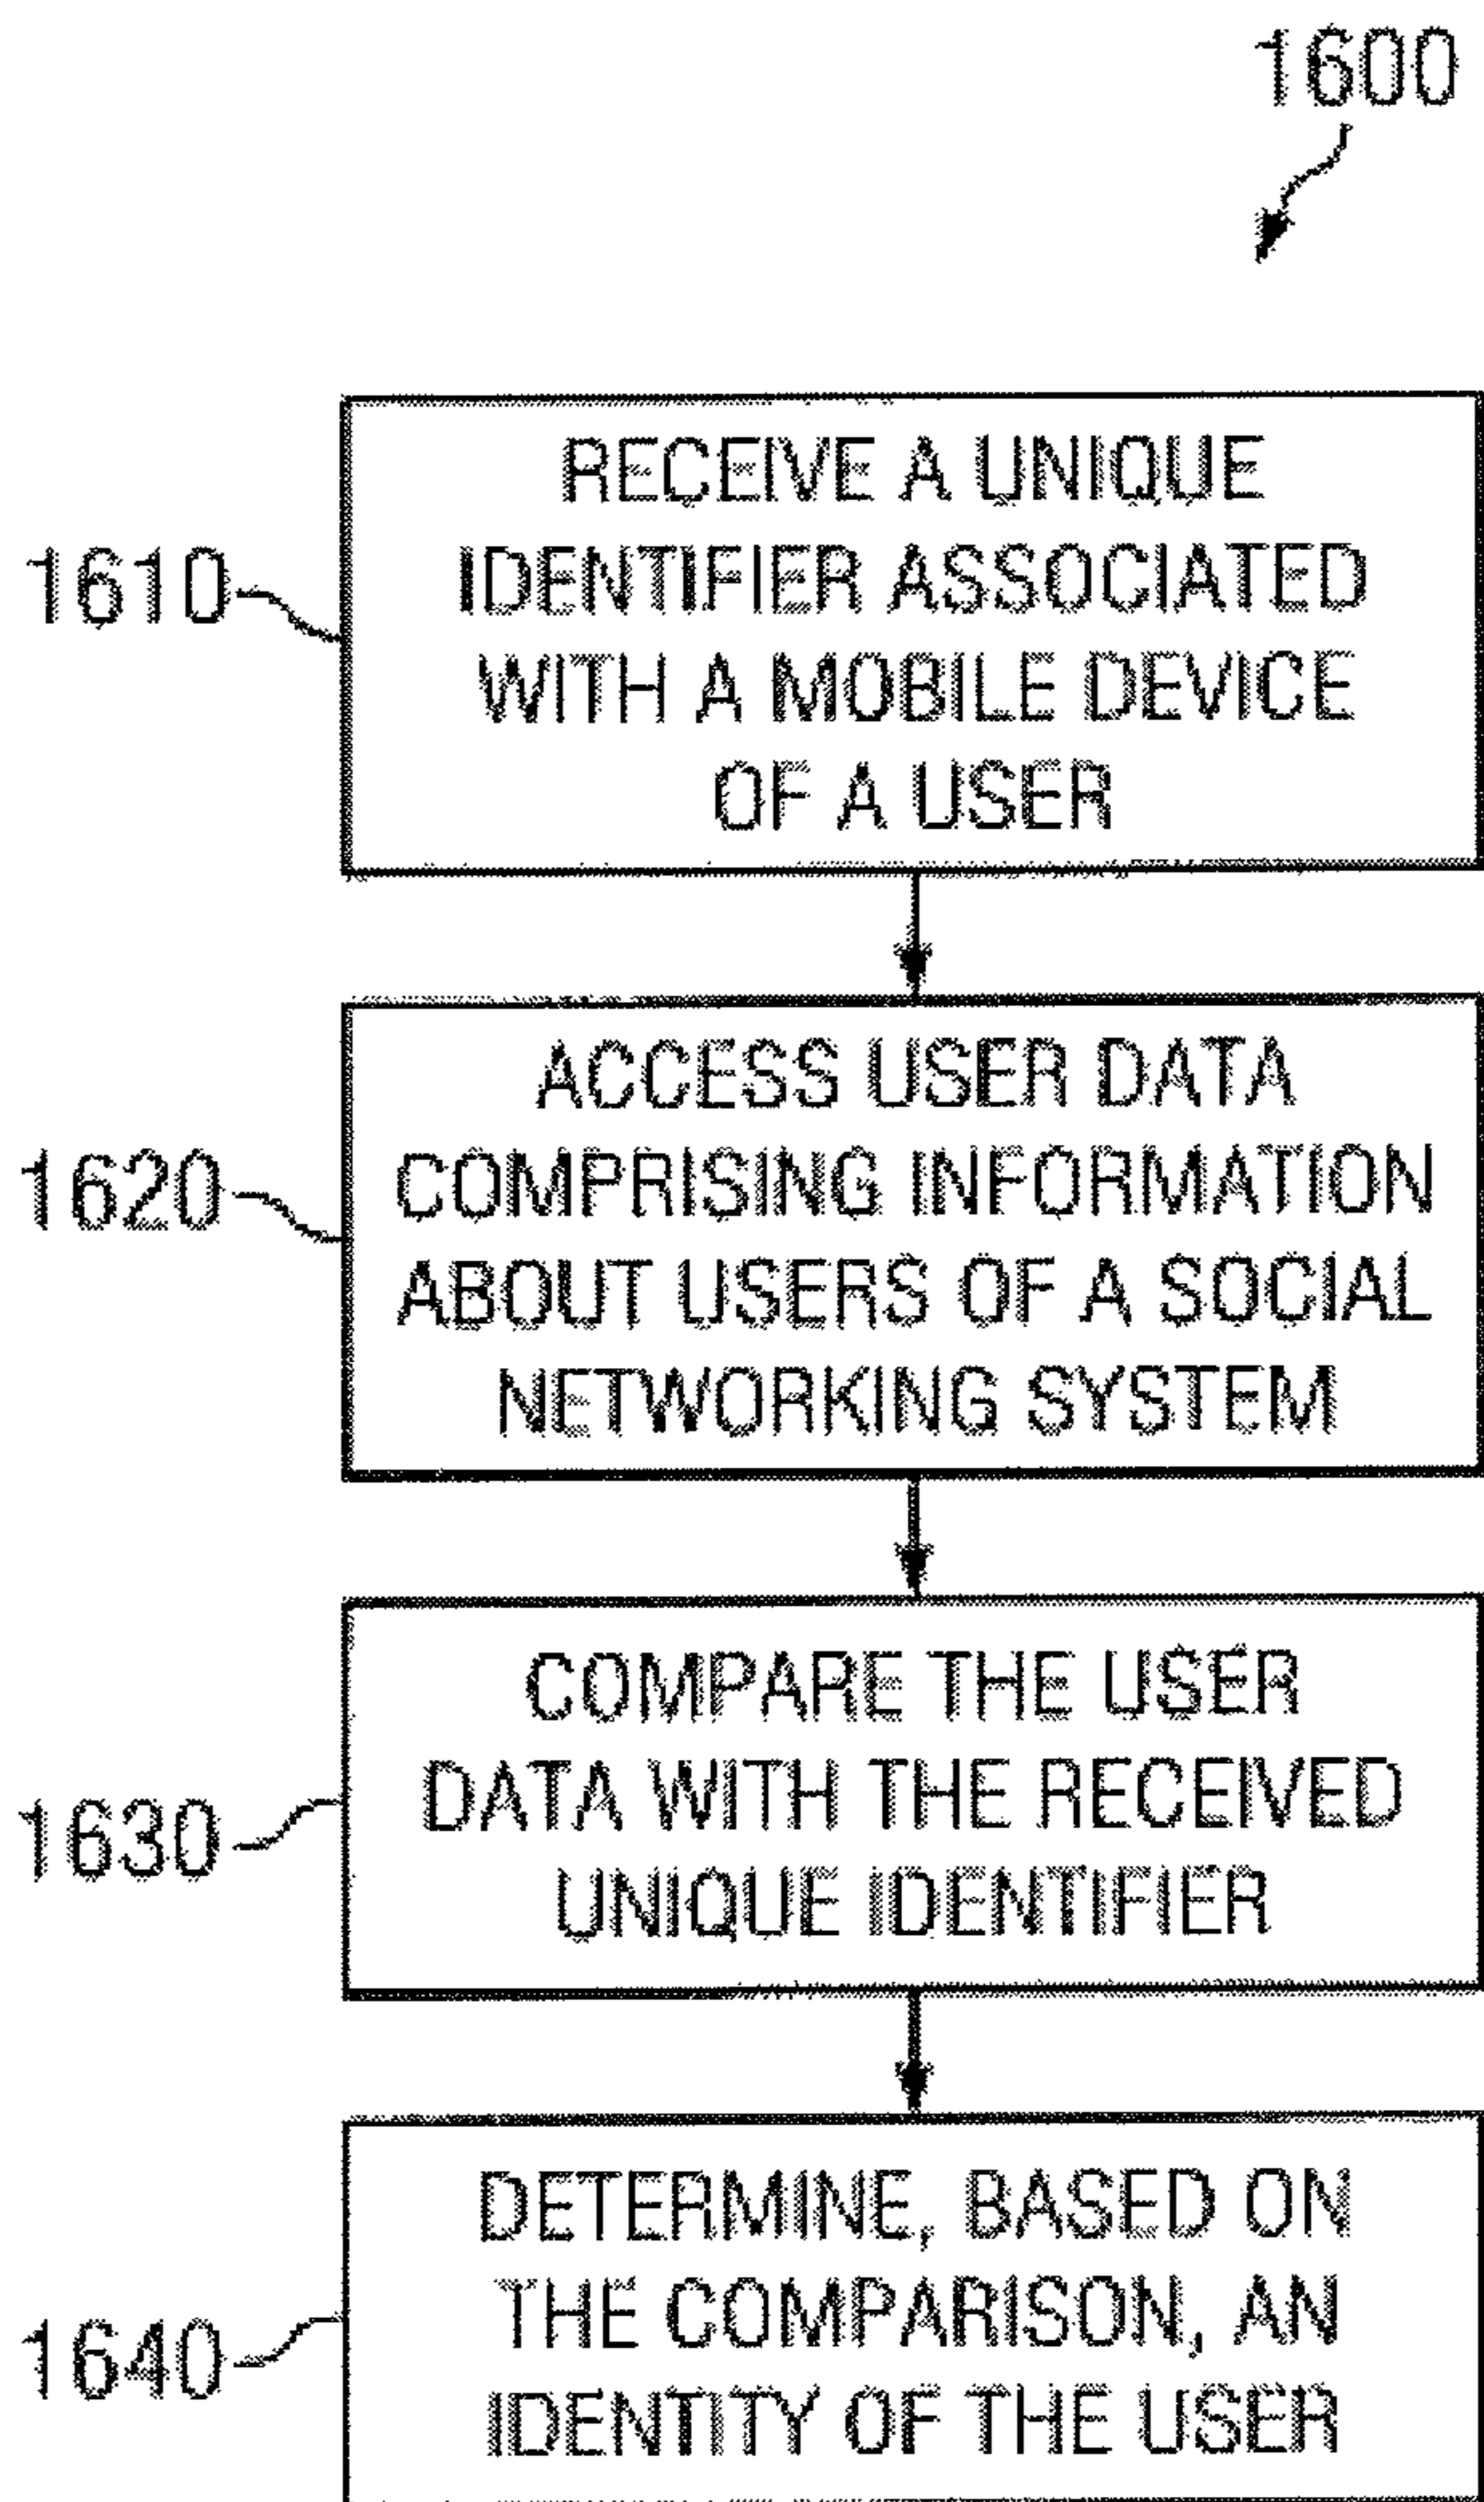 1600
RECEIVE A UNIQUE
IDENTIFIER ASSOCIATED
WITH A MOBILE DEVICE
OF A USER
1610
ACCESS USER DATA
COMPRISING INFORMATION
ABOUT USERS OF A SOCIAL
NETWORKING SYSTEM
1620
COMPARE THE USER
DATA WITH THE RECEIVED
UNIQUE IDENTIFIER
1630
DETERMINE, BASED ON
THE COMPARISON, AN
IDENTITY OF THE USER
1640